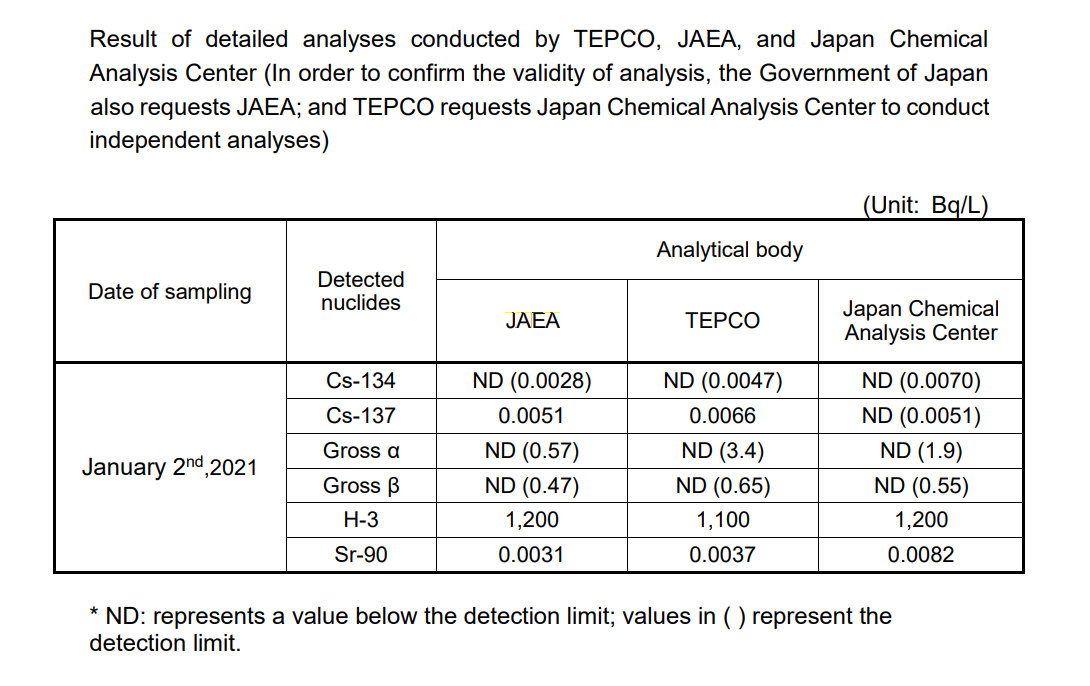 Result of detailed analyses conducted by TEPCO, JAEA, and Japan Chemical
Analysis Center (In order to confirm the validity of analysis, the Government of Japan
also requests JAEA; and TEPCO requests Japan Chemical Analysis Center to conduct
independent analyses)
(Unit: Bq/L)
Date of sampling
Detected
nuclides
Analytical body
JAEA
TEPCO
Japan Chemical
Analysis Center
January 2nd,2021
Cs-134 ND (0.0028) ND (0.0047) ND (0.0070)
Cs-137 0.0051 0.0066 ND (0.0051)
Gross α ND (0.57) ND (3.4) ND (1.9)
Gross β ND (0.47) ND (0.65) ND (0.55)
H-3 1,200 1,100 1,200
Sr-90 0.0031 0.0037 0.0082
* ND: represents a value below the detection limit; values in ( ) represent the
detection limit.